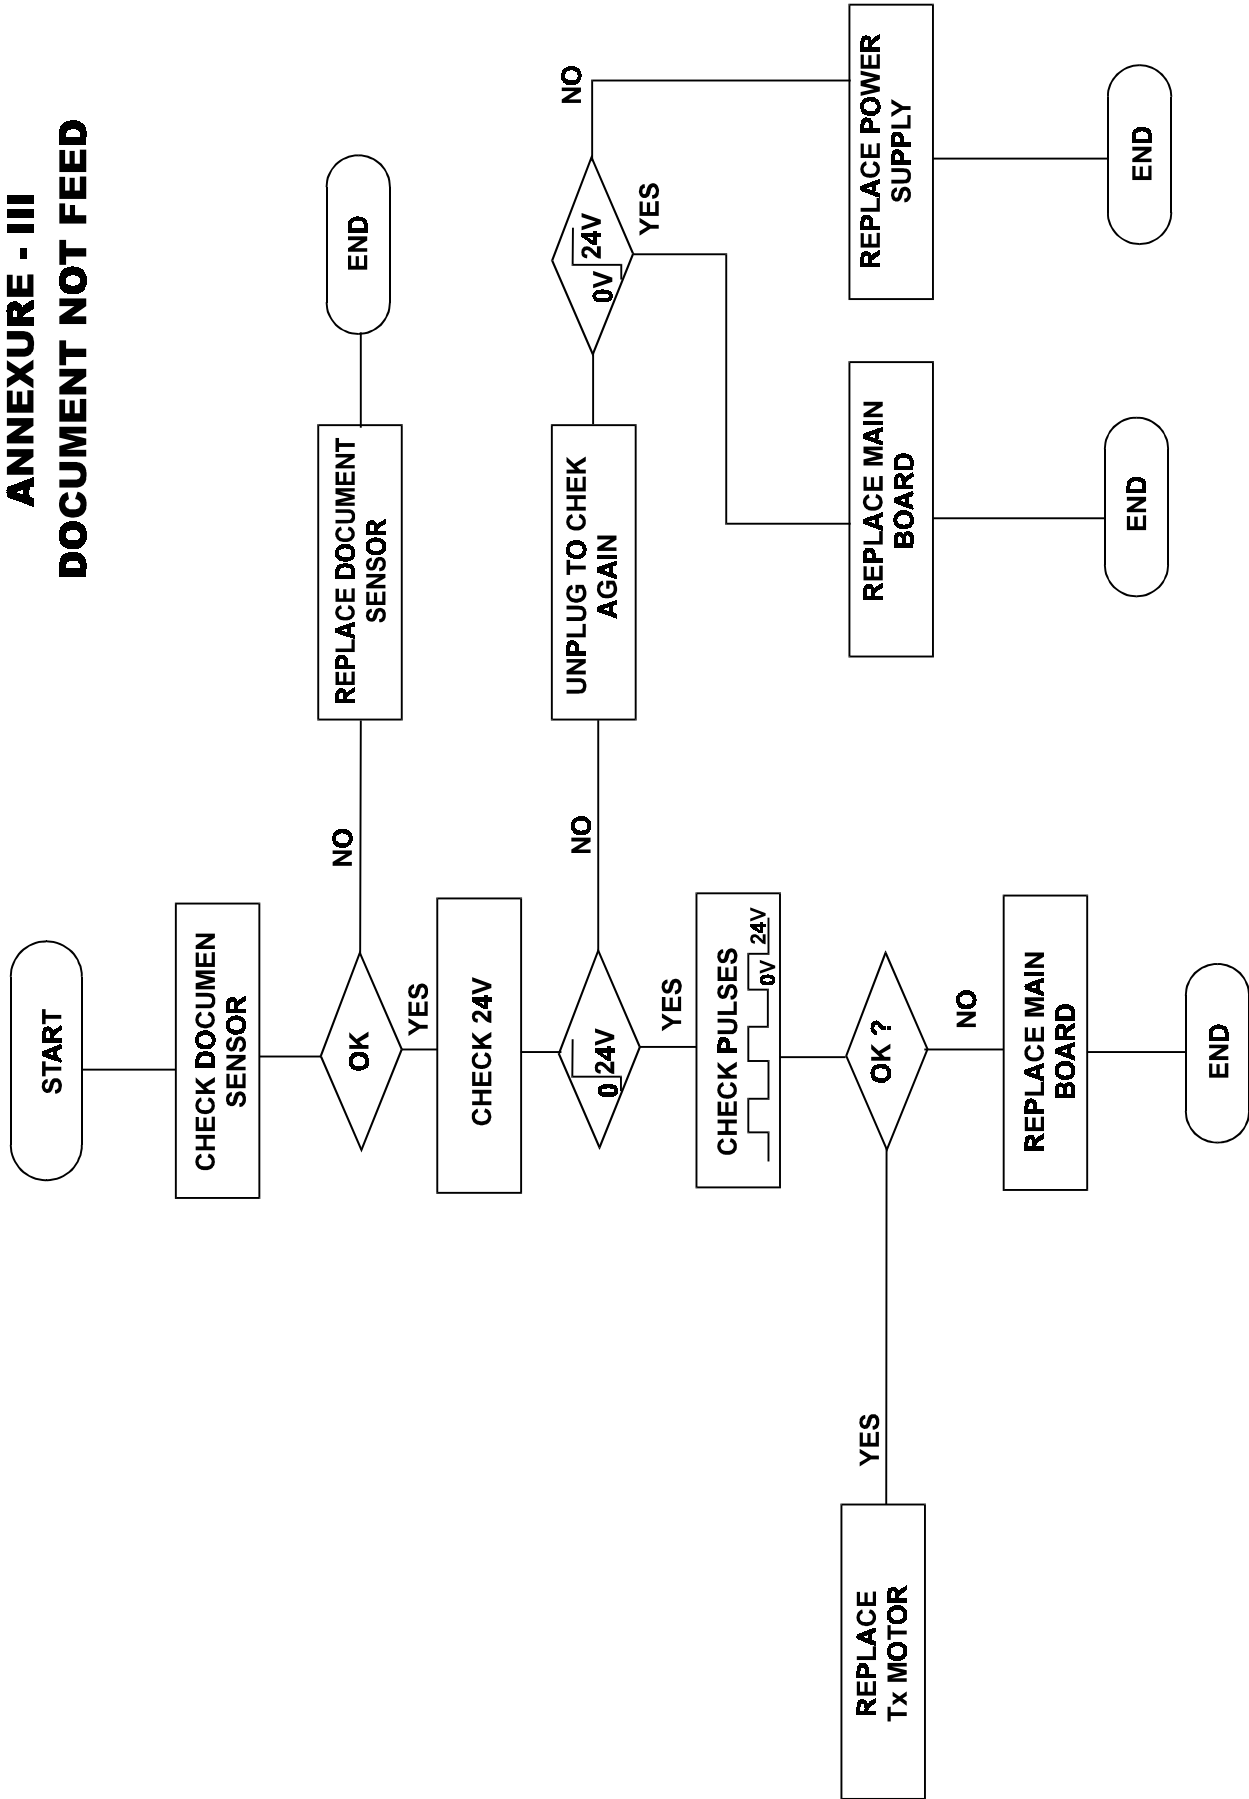 ANNEXURE - III
DOCUMENT NOT FEED
START
CHECK DOCUMEN
SENSOR
OK
NO
REPLACE DOCUMENT
SENSOR
END
YES
CHECK 24V
0 24V
NO
UNPLUG TO CHEK
AGAIN
0V 24V
NO
YES
REPLACE POWER
SUPPLY
END
REPLACE MAIN
BOARD
END
YES
CHECK PULSES
0V 24V
OK ?
YES
REPLACE
Tx MOTOR
NO
REPLACE MAIN
BOARD
END